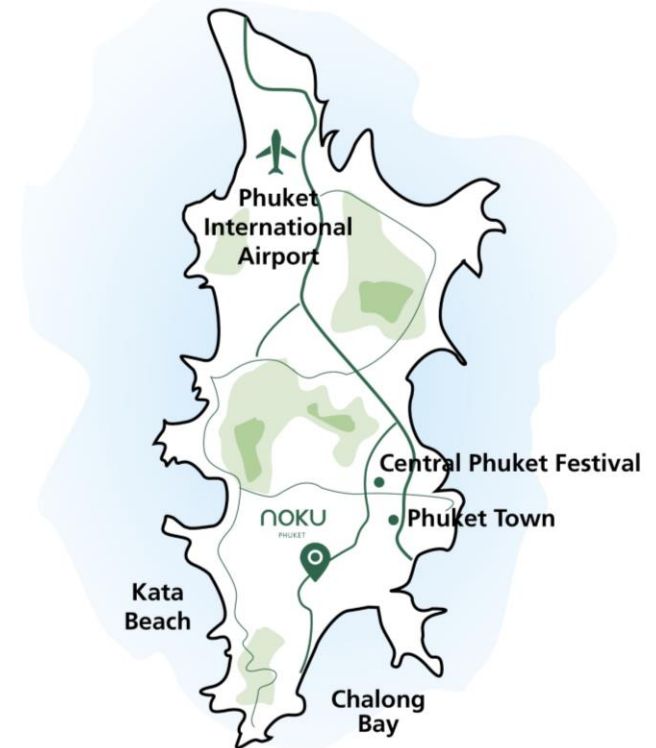 Phuket
International
Airport
Central Phuket Festival
noku
PHUKET
Phuket Town
Kata
Beach
Chalong
Bay